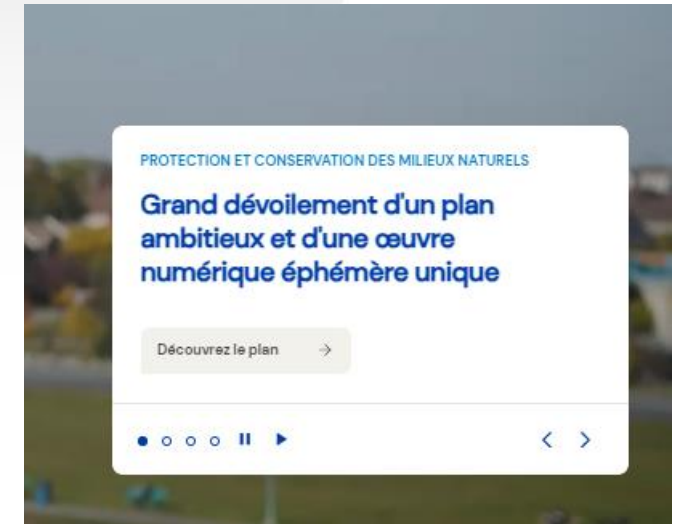 PROTECTION ET CONSERVATION DES MILIEUX NATURELS
Grand dévoilement d'un plan
ambitieux et d'une œuvre
numérique éphémère unique
Découvrez le plan